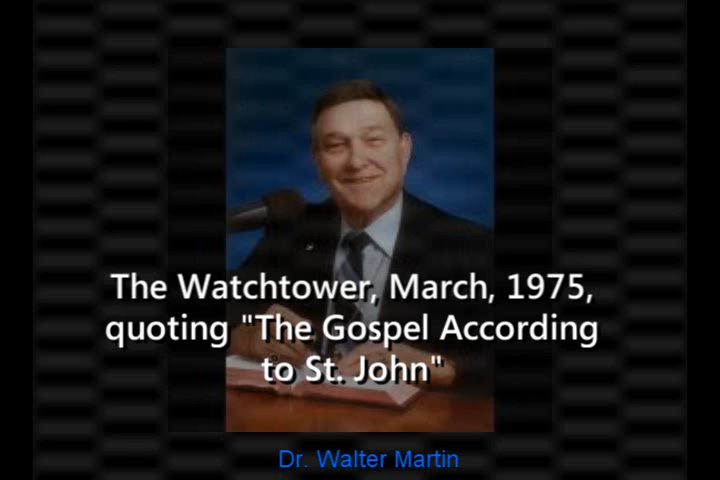 The Watchtower, March, 1975,
quoting "The Gospel According
to St. John"
Dr. Walter Martin